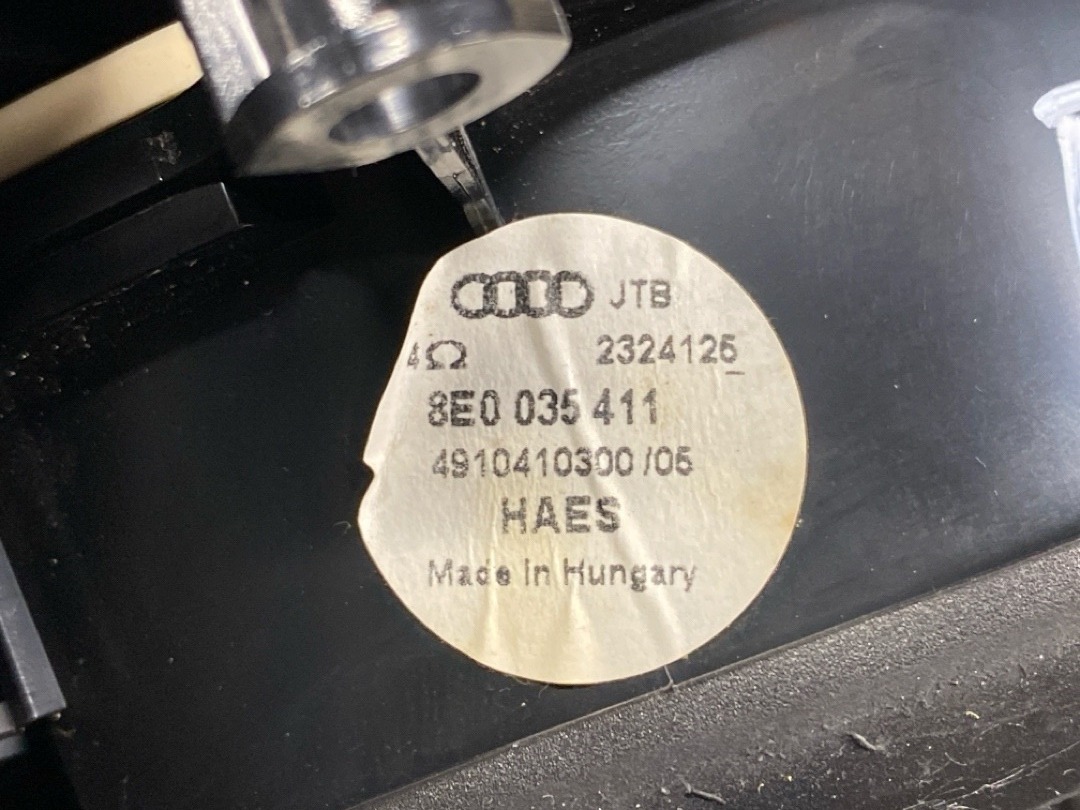 JTB
4Ω 2324125
8E0 035 411
4910410300 /05
HAES
Made in Hungary